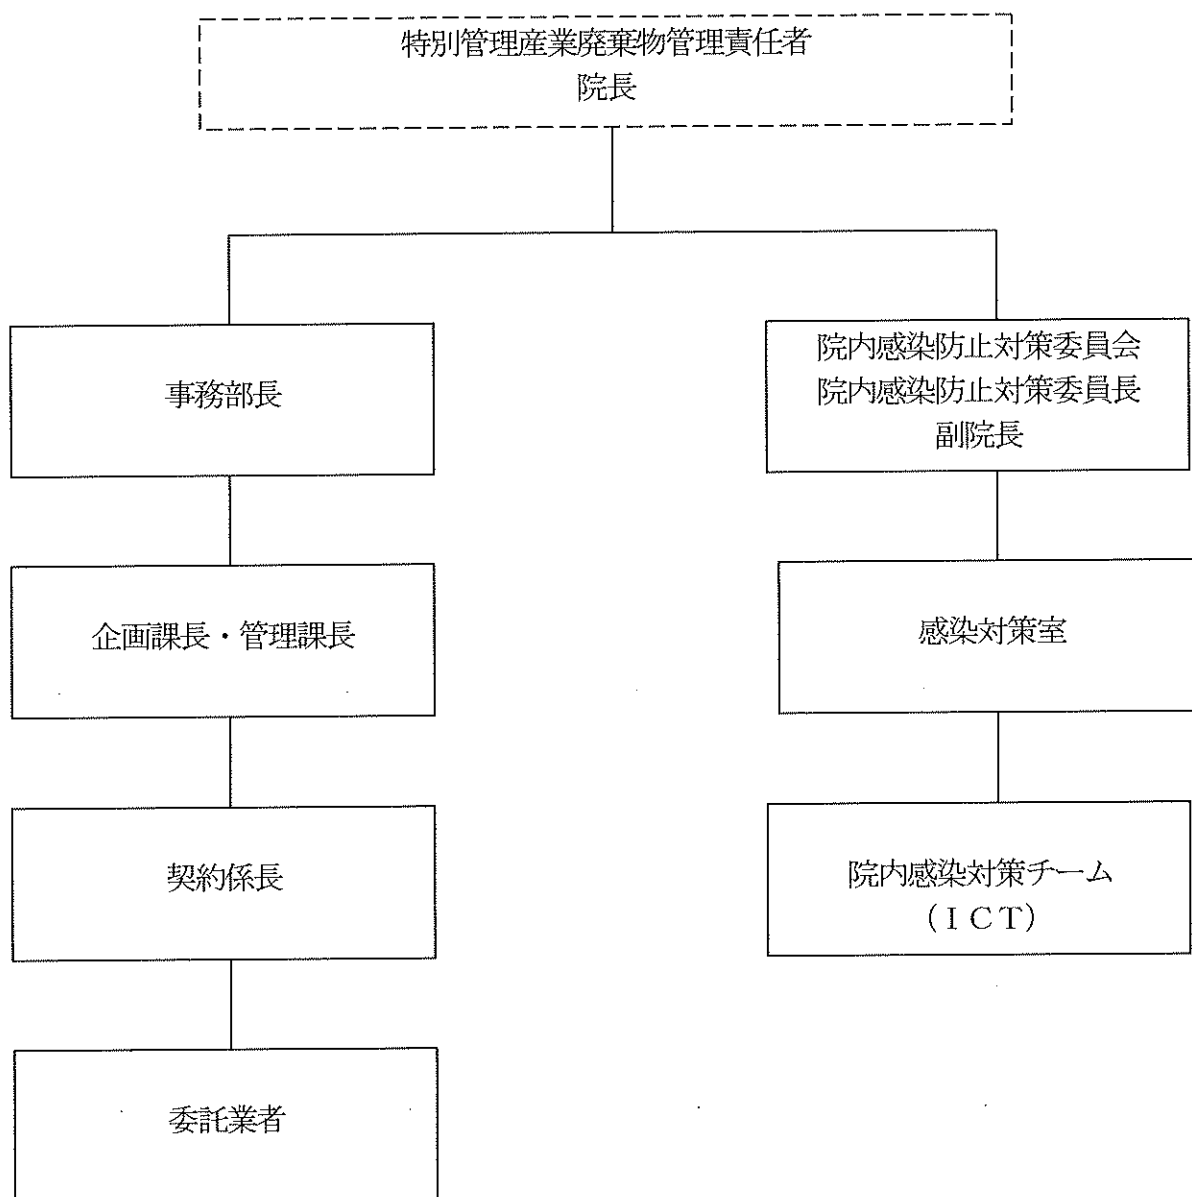 特別管理産業廃棄物管理責任者
院長
事務部長
企画課長・管理課長
契約係長
委託業者
院内感染防止対策委員会
院内感染防止対策委員長
副院長
感染対策室
院内感染対策チーム
(ICT)